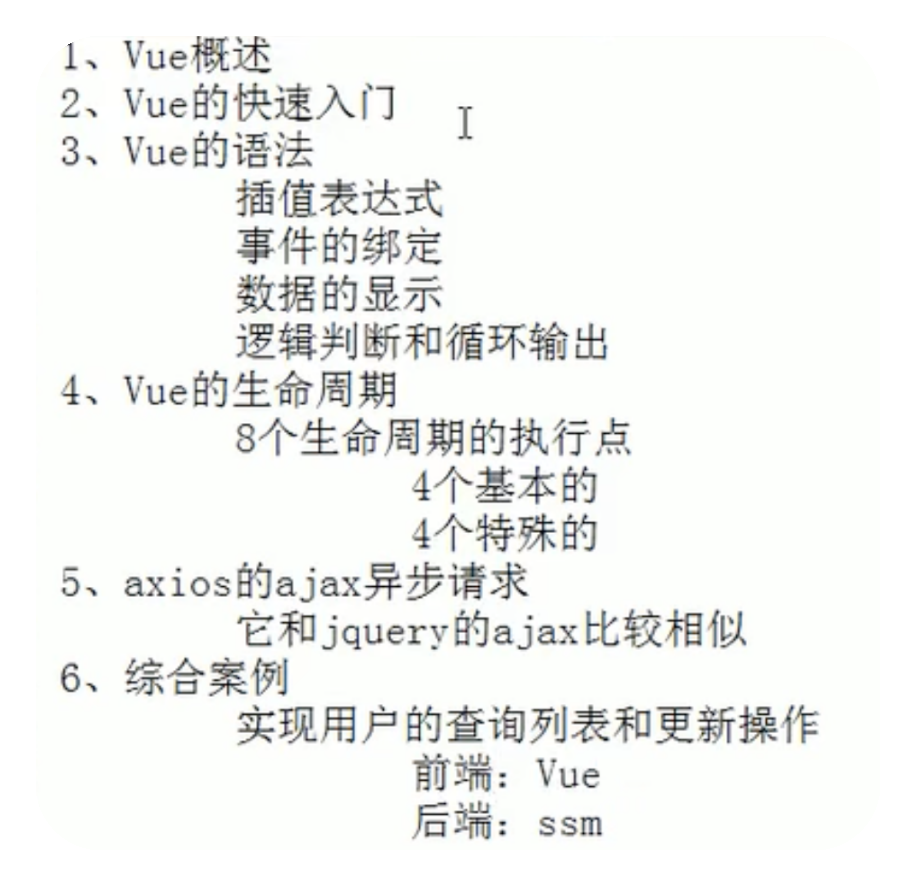 1、Vue概述
2、Vue的快速入门
3、Vue的语法
插值表达式
事件的绑定
数据的显示
逻辑判断和循环输出
4、Vue的生命周期
8个生命周期的执行点
4个基本的
4个特殊的
5、axios的ajax异步请求
它和jquery的ajax比较相似
6、综合案例
实现用户的查询列表和更新操作
前端：Vue
后端：ssm